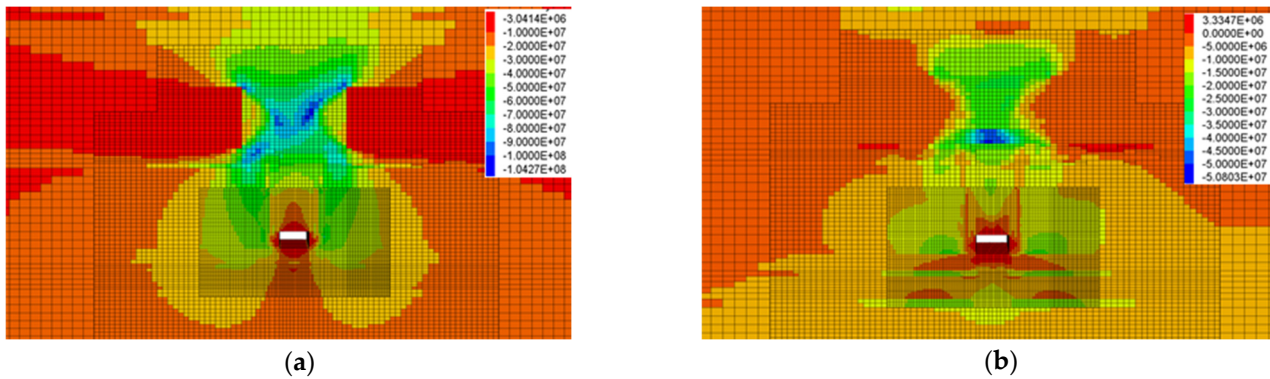 -3.0414E+06
-1.0000E+07
-2.0000E+07
-3.0000E+07
-4.0000E+07
-5.0000E+07
-6.0000E+07
-7.0000E+07
-8.0000E+07
-9.0000E+07
-1.0000E+08
-1.0427E+08
3.3347E+06
0.0000E+00
-5.0000E+06
-1.0000E+07
-1.5000E+07
-2.0000E+07
-2.5000E+07
-3.0000E+07
-3.5000E+07
-4.0000E+07
-4.5000E+07
-5.0000E+07
-5.0803E+07
(a)
(b)